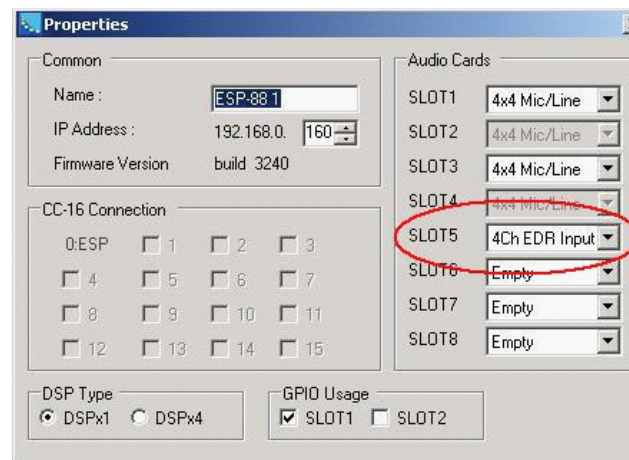 Properties
Common
Name :
ESP-88 1
IP Address :
192.168.0. 160
Firmware Version build 3240
CC-16 Connection
0:ESP 1 2 3
4 5 6 7
8 9 10 11
12 13 14 15
Audio Cards
SLOT1 4x4 Mic/Line
SLOT2 4x4 Mic/Line
SLOT3 4x4 Mic/Line
SLOT4 4x4 Mic/Line
SLOT5 4Ch EDR Input
SLOT6 Empty
SLOT7 Empty
SLOT8 Empty
DSP Type
DSPx1 DSPx4
GPIO Usage
SLOT1 SLOT2